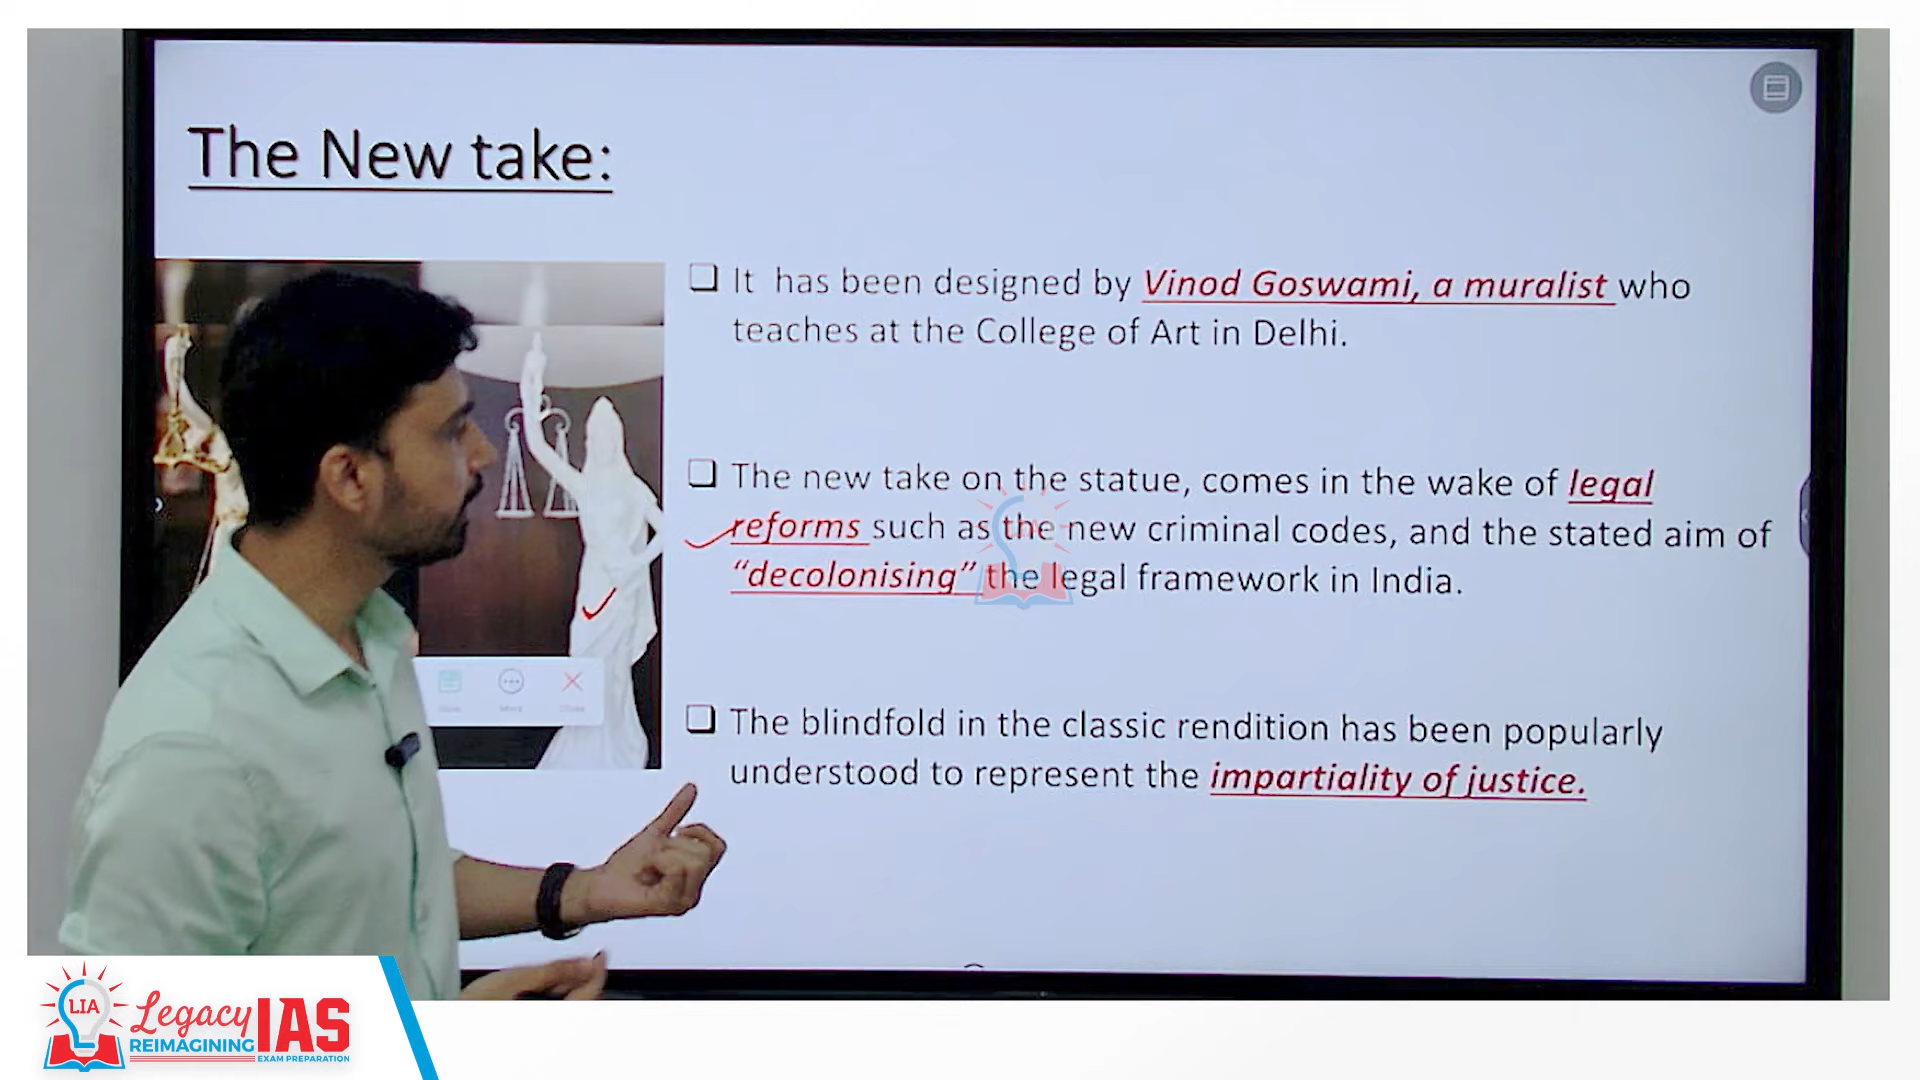 The New take:
It has been designed by Vinod Goswami, a muralist who
teaches at the College of Art in Delhi.
The new take on the statue, comes in the wake of legal
reforms such as the new criminal codes, and the stated aim of
“decolonising” the legal framework in India.
The blindfold in the classic rendition has been popularly
understood to represent the impartiality of justice.
More
Close
LIA
Legacy IAS
REIMAGINING
EXAM PREPARATION